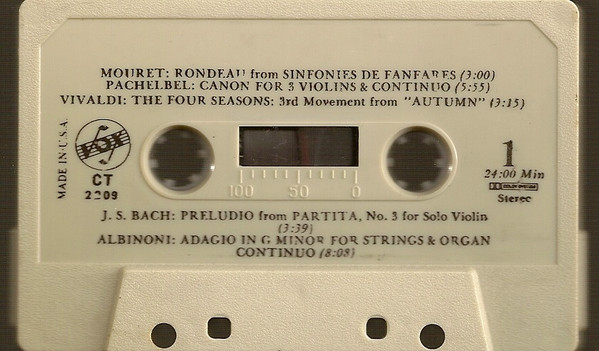 MOURET: RONDEAU from SINFONIES DE FANFARES (3:00)
PACHELBEL: CANON FOR 3 VIOLINS & CONTINUO (5:55)
VIVALDI: THE FOUR SEASONS: 3rd Movement from "AUTUMN" (3:15)
MADE IN U.S.A.
VOX
CT
2209
100 50 0
1
24:00 Min
DOLBY SYSTEM
Stereo
J. S. BACH: PRELUDIO from PARTITA, No. 3 for Solo Violin
(3:39)
ALBINONI: ADAGIO IN G MINOR FOR STRINGS & ORGAN
CONTINUO (8:08)